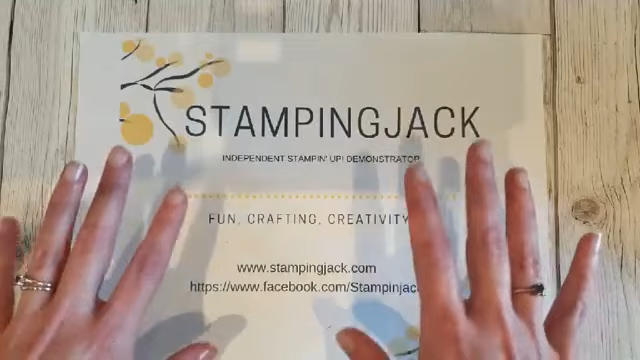 STAMPINGJACK
INDEPENDENT STAMPIN' UP! DEMONSTRATOR
FUN, CRAFTING, CREATIVITY
www.stampingjack.com
https://www.facebook.com/Stampinjac